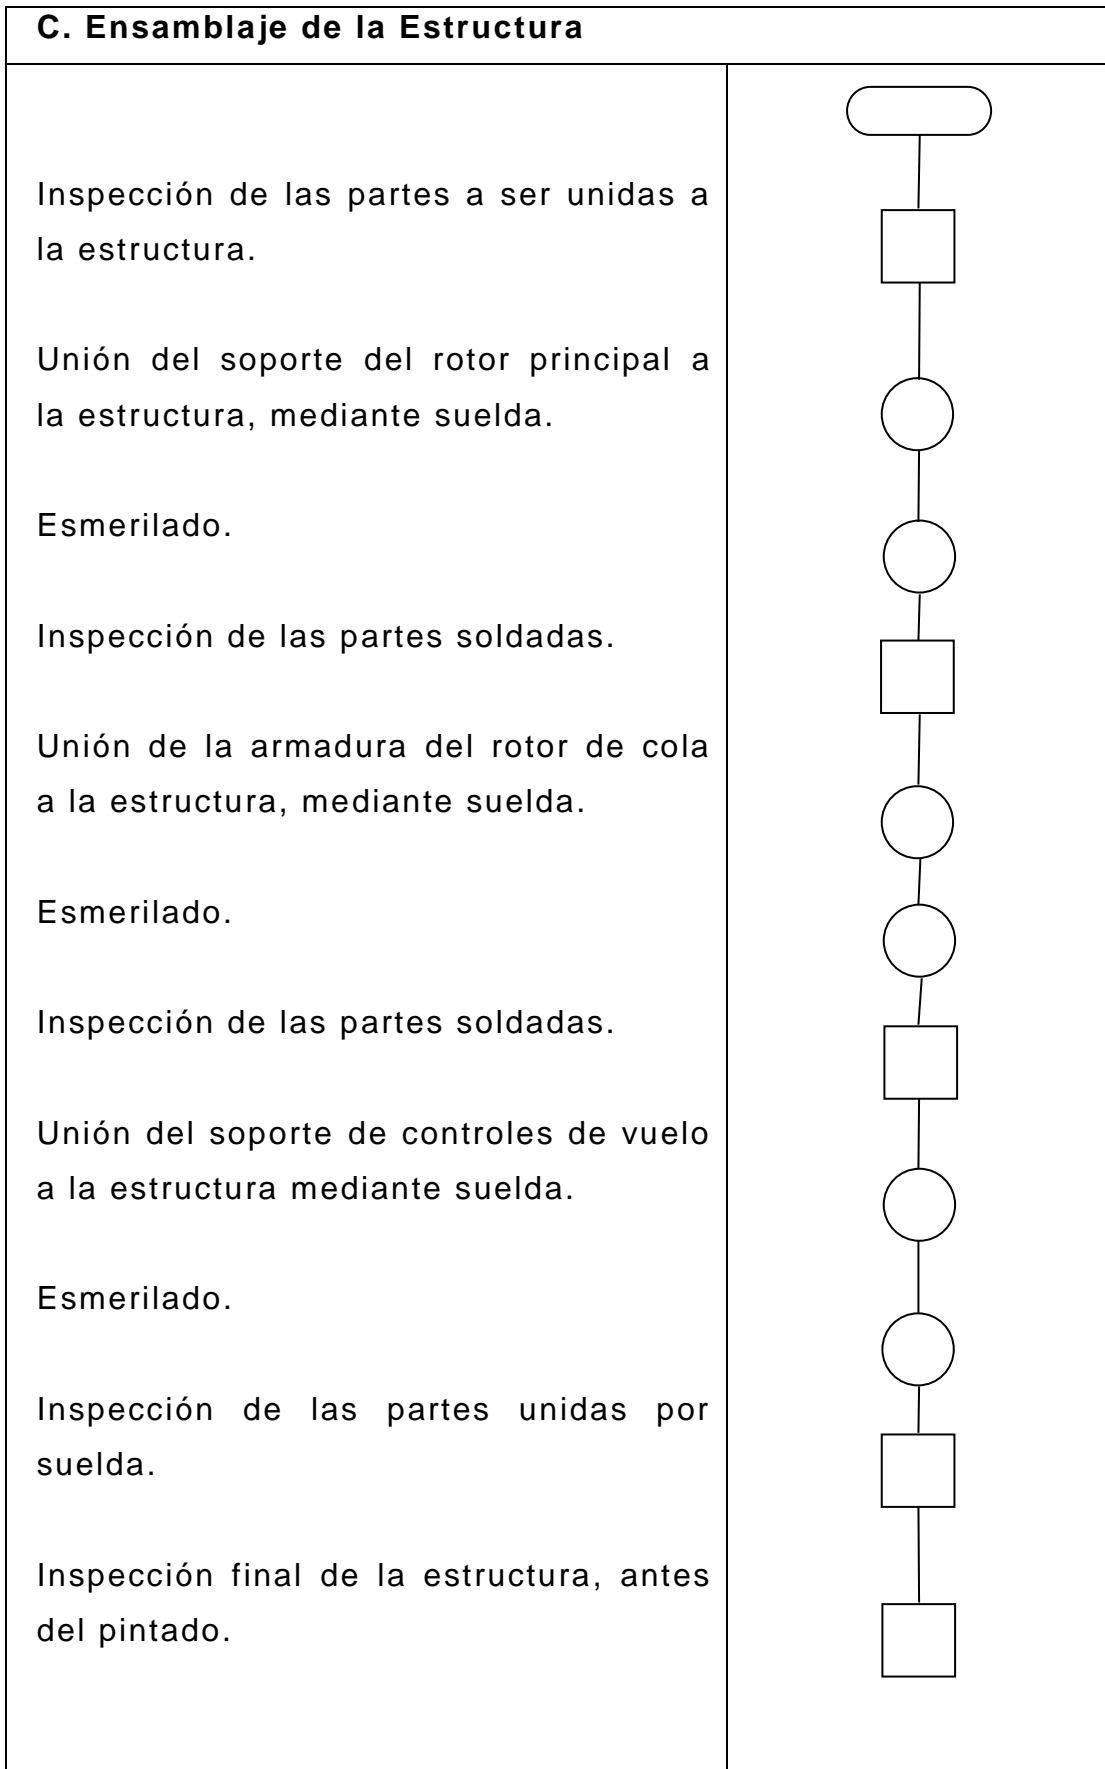 C. Ensamblaje de la Estructura
Inspección de las partes a ser unidas a
la estructura.
Unión del soporte del rotor principal a
la estructura, mediante suelda.
Esmerilado.
Inspección de las partes soldadas.
Unión de la armadura del rotor de cola
a la estructura, mediante suelda.
Esmerilado.
Inspección de las partes soldadas.
Unión del soporte de controles de vuelo
a la estructura mediante suelda.
Esmerilado.
Inspección de las partes unidas por
suelda.
Inspección final de la estructura, antes
del pintado.